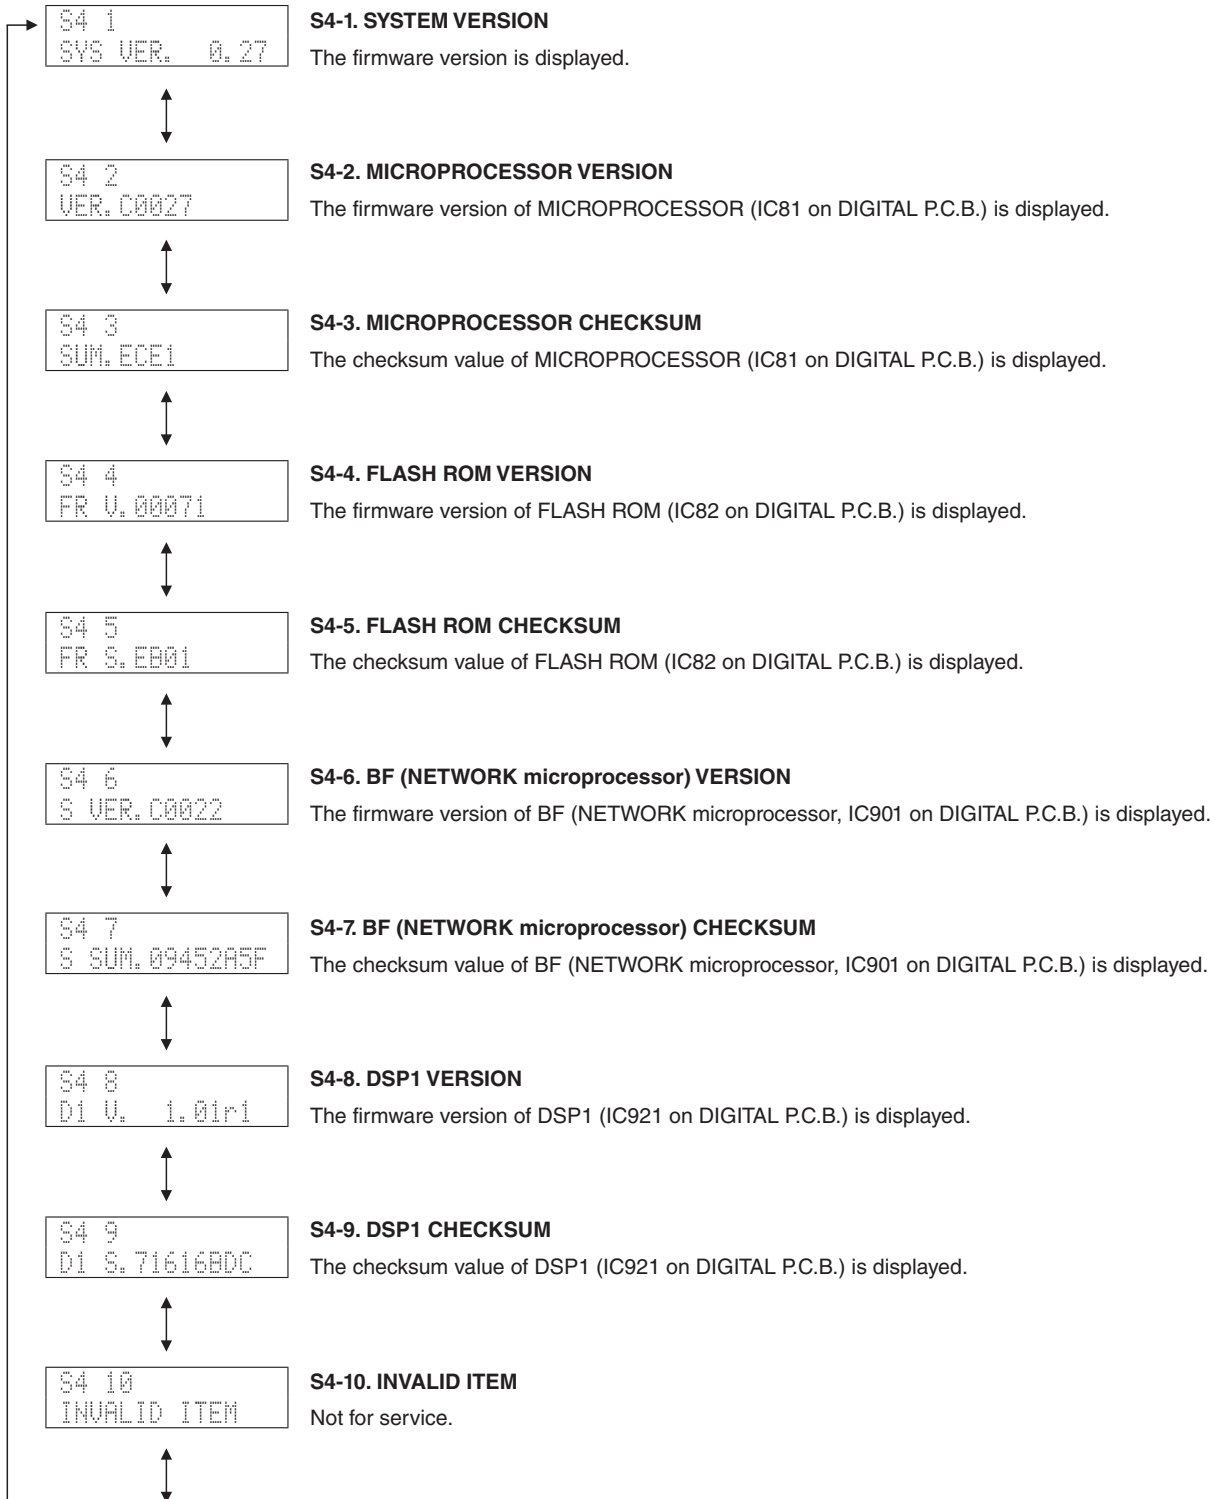 S4 1
SYS VER. 0.27
S4-1. SYSTEM VERSION
The firmware version is displayed.
S4 2
VER.C0027
S4-2. MICROPROCESSOR VERSION
The firmware version of MICROPROCESSOR (IC81 on DIGITAL P.C.B.) is displayed.
S4 3
SUM.ECE1
S4-3. MICROPROCESSOR CHECKSUM
The checksum value of MICROPROCESSOR (IC81 on DIGITAL P.C.B.) is displayed.
S4 4
FR V.00071
S4-4. FLASH ROM VERSION
The firmware version of FLASH ROM (IC82 on DIGITAL P.C.B.) is displayed.
S4 5
FR S.EB01
S4-5. FLASH ROM CHECKSUM
The checksum value of FLASH ROM (IC82 on DIGITAL P.C.B.) is displayed.
S4 6
S VER.C0022
S4-6. BF (NETWORK microprocessor) VERSION
The firmware version of BF (NETWORK microprocessor, IC901 on DIGITAL P.C.B.) is displayed.
S4 7
S SUM.09452A5F
S4-7. BF (NETWORK microprocessor) CHECKSUM
The checksum value of BF (NETWORK microprocessor, IC901 on DIGITAL P.C.B.) is displayed.
S4 8
D1 V. 1.01r1
S4-8. DSP1 VERSION
The firmware version of DSP1 (IC921 on DIGITAL P.C.B.) is displayed.
S4 9
D1 S.716168DC
S4-9. DSP1 CHECKSUM
The checksum value of DSP1 (IC921 on DIGITAL P.C.B.) is displayed.
S4 10
INVALID ITEM
S4-10. INVALID ITEM
Not for service.